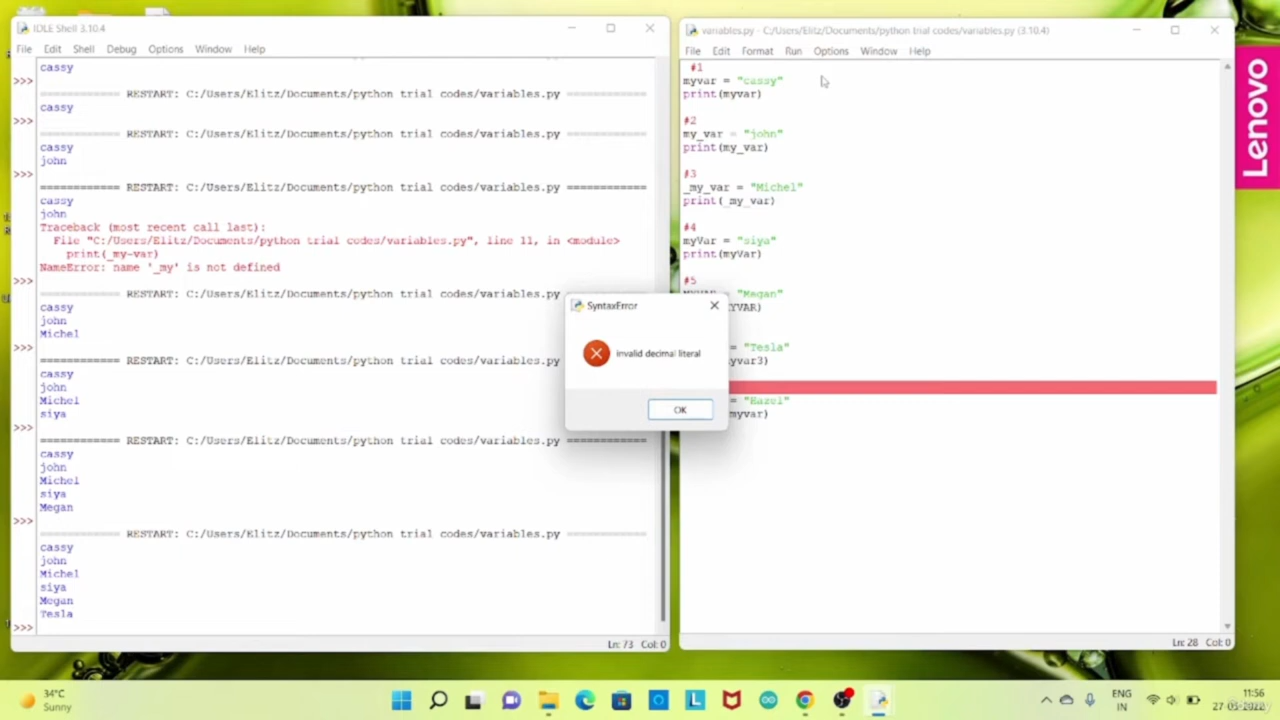 IDLE Shell 3.10.4
File Edit Shell Debug Options Window Help
cassy
>>>
=========== RESTART: C:/Users/Elitz/Documents/python trial codes/variables.py ===========
cassy
>>>
=========== RESTART: C:/Users/Elitz/Documents/python trial codes/variables.py ===========
cassy
john
>>>
=========== RESTART: C:/Users/Elitz/Documents/python trial codes/variables.py ===========
cassy
john
Traceback (most recent call last):
File "C:/Users/Elitz/Documents/python trial codes/variables.py", line 11, in <module>
print(_my-var)
NameError: name '_my' is not defined
>>>
=========== RESTART: C:/Users/Elitz/Documents/python trial codes/variables.py
cassy
john
Michel
>>>
=========== RESTART: C:/Users/Elitz/Documents/python trial codes/variables.py
cassy
john
Michel
siya
>>>
=========== RESTART: C:/Users/Elitz/Documents/python trial codes/variables.py ===========
cassy
john
Michel
siya
Megan
>>>
=========== RESTART: C:/Users/Elitz/Documents/python trial codes/variables.py ===========
cassy
john
Michel
siya
Megan
Tesla
>>>
Ln: 73 Col: 0
variables.py - C:/Users/Elitz/Documents/python trial codes/variables.py (3.10.4)
File Edit Format Run Options Window Help
#1
myvar = "cassy"
print(myvar)
#2
my_var = "john"
print(my_var)
#3
_my_var = "Michel"
print(_my_var)
#4
myVar = "siya"
print(myVar)
#5
MYVAR = "Megan"
YVAR)
= "Tesla"
yvar3)
= "Hazel"
myvar)
Ln: 28 Col: 0
SyntaxError
invalid decimal literal
OK
Lenovo
34°C
Sunny
ENG
IN
11:56
27-05-2022